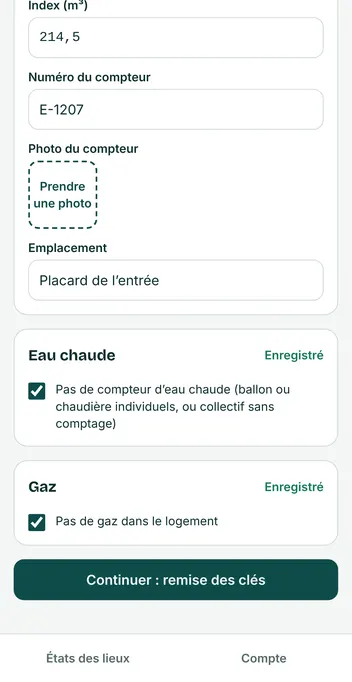 Index (m³)
214,5
Numéro du compteur
E-1207
Photo du compteur
Prendre
une photo
Emplacement
Placard de l’entrée
Eau chaude
Enregistré
Pas de compteur d’eau chaude (ballon ou
chaudière individuels, ou collectif sans
comptage)
Gaz
Enregistré
Pas de gaz dans le logement
Continuer : remise des clés
États des lieux
Compte